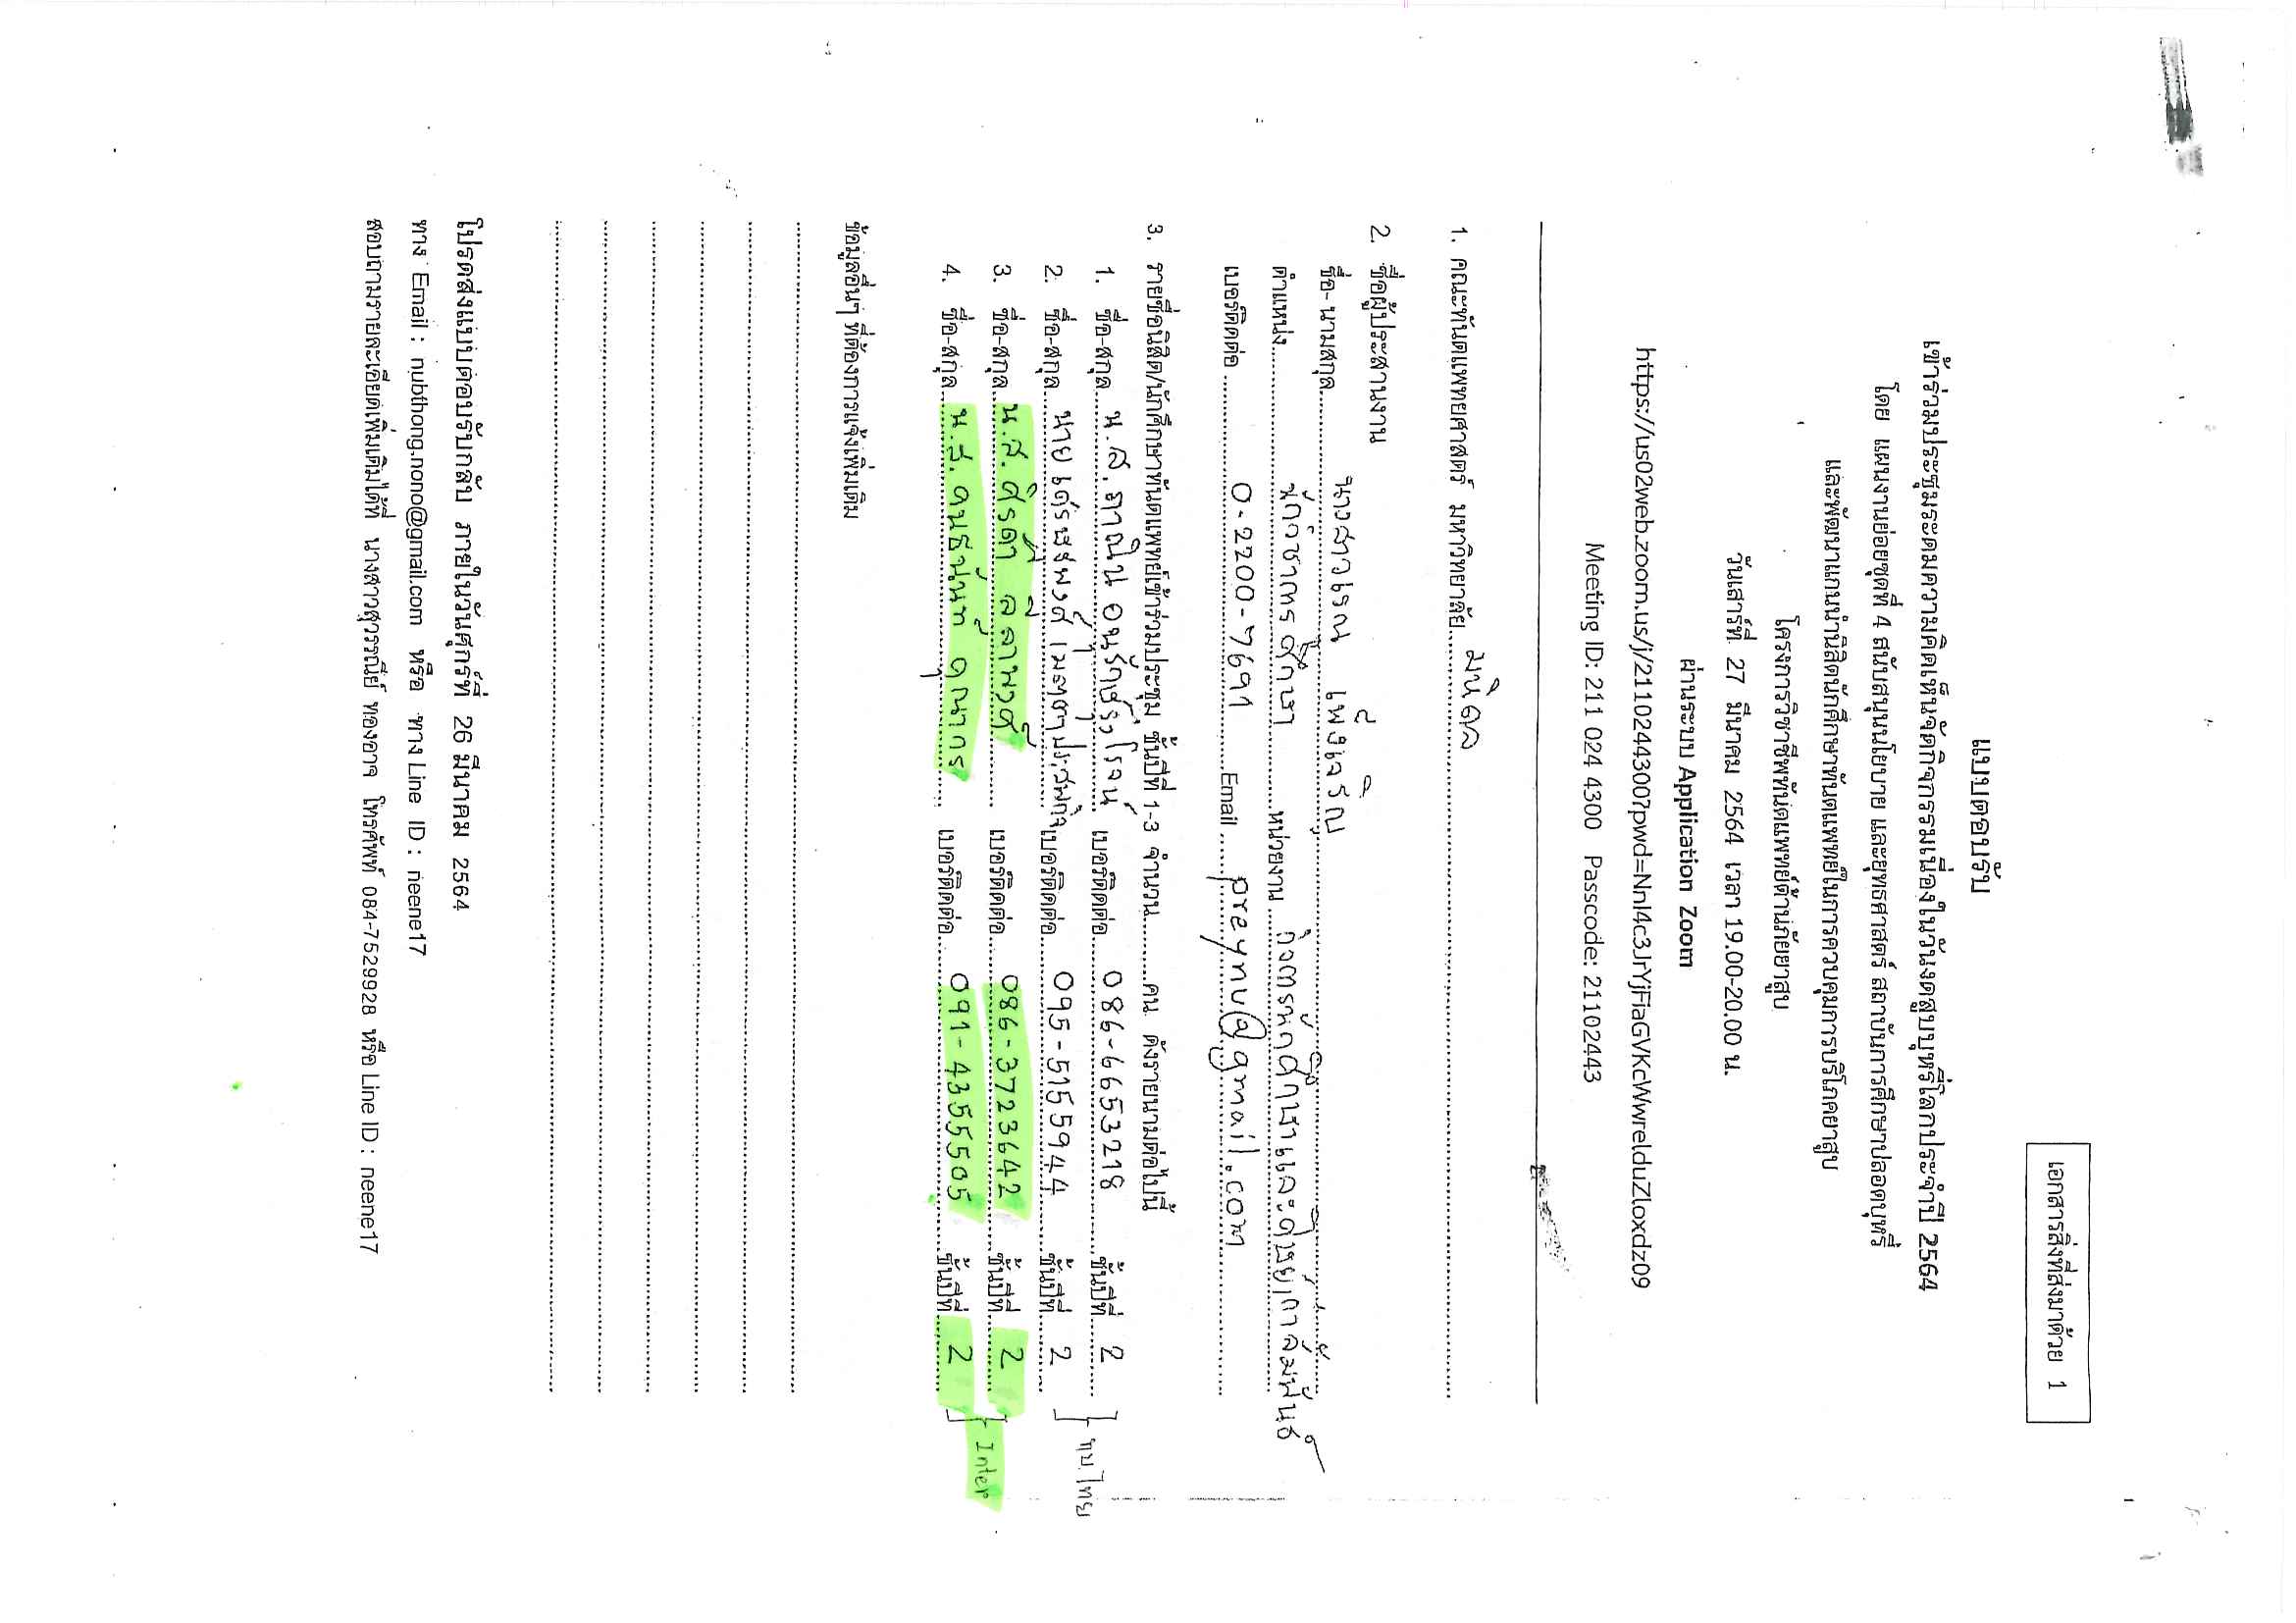 เอกสารสิ่งที่ส่งมาด้วย 1
แบบตอบรับ
เข้าร่วมประชุมระดมความคิดเห็นจัดกิจกรรมเนื่องในวันงดสูบบุหรี่โลกประจำปี 2564
โดย แผนงานย่อยชุดที่ 4 สนับสนุนนโยบาย และยุทธศาสตร์ สถาบันการศึกษาปลอดบุหรี่
และพัฒนาแกนนำนิสิตนักศึกษาทันตแพทย์ในการควบคุมการบริโภคยาสูบ
โครงการวิชาชีพทันตแพทย์ต้านภัยยาสูบ
วันเสาร์ที่ 27 มีนาคม 2564 เวลา 19.00-20.00 น.
ผ่านระบบ Application Zoom
https://us02web.zoom.us/j/2110244300?pwd=NnI4c3JrYjFiaGVKcWwrelduZloxdz09
Meeting ID: 211 024 4300 Passcode: 21102443
1. คณะทันตแพทยศาสตร์ มหาวิทยาลัย มหิดล
2. ชื่อผู้ประสานงาน
ชื่อ- นามสกุล นางสาวเรณู เพ็งเจริญ
ตำแหน่ง นักวิชาการศึกษา หน่วยงาน กิจการนักศึกษาและศิษย์เก่าสัมพันธ์
เบอร์ติดต่อ 0-2200-7691 Email preynu@gmail.com
3. รายชื่อนิสิต/นักศึกษาทันตแพทย์เข้าร่วมประชุม ชั้นปีที่ 1-3 จำนวน..........คน ดังรายนามต่อไปนี้
1. ชื่อ-สกุล น.ส. ภาณิน อนุรักษ์รุ่งโรจน์ เบอร์ติดต่อ 086-6653218 ชั้นปีที่ 2
ทบ.ไทย
2. ชื่อ-สกุล นาย เศรษฐพงศ์ เบอร์ติดต่อ 095-5155944 ชั้นปีที่ 2
3. ชื่อ-สกุล น.ส. ศิรดา ลีลาพงศ์ เบอร์ติดต่อ 086-3723642 ชั้นปีที่ 2
Inter
4. ชื่อ-สกุล น.ส. คนธนันท์ คุณากร เบอร์ติดต่อ 091-4355505 ชั้นปีที่ 2
ข้อมูลอื่นๆ ที่ต้องการแจ้งเพิ่มเติม
โปรดส่งแบบตอบรับกลับ ภายในวันศุกร์ที่ 26 มีนาคม 2564
ทาง Email : nubthong.nono@gmail.com หรือ ทาง Line ID : neene17
สอบถามรายละเอียดเพิ่มเติมได้ที่ นางสาวสุวรรณีย์ ทองอาจ โทรศัพท์ 084-7529928 หรือ Line ID : neene17